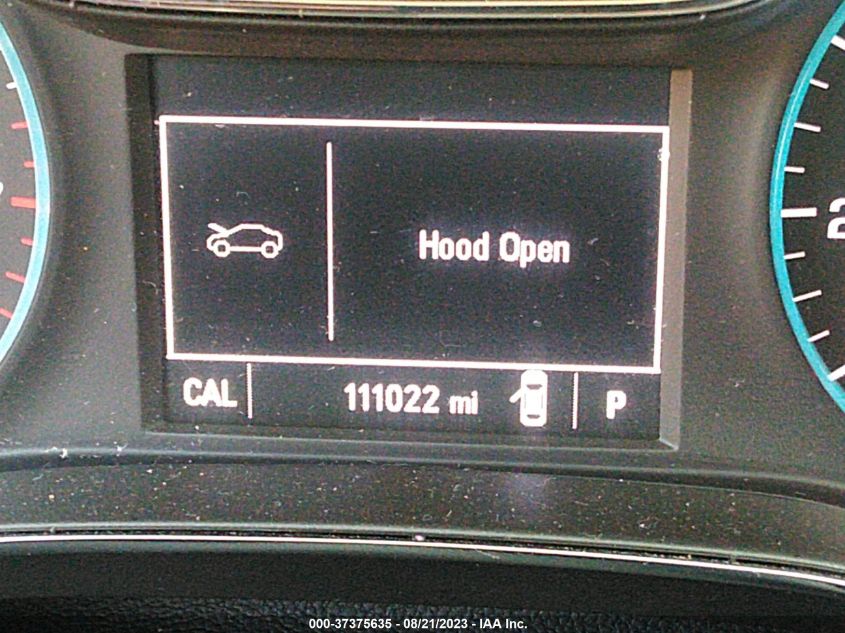 Hood Open
CAL 111022 mi P
2
000-37375635 - 08/21/2023 - IAA Inc.